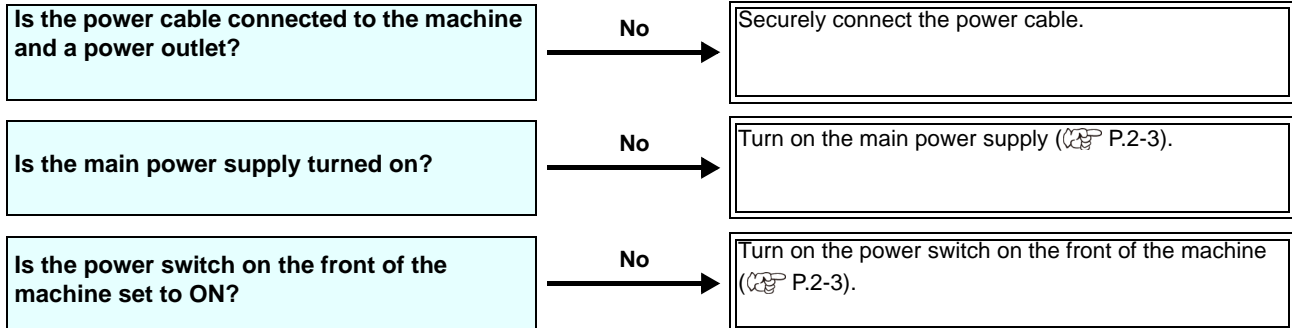 Is the power cable connected to the machine
and a power outlet?
No
Securely connect the power cable.
Is the main power supply turned on?
No
Turn on the main power supply (P.2-3).
Is the power switch on the front of the
machine set to ON?
No
Turn on the power switch on the front of the machine
(P.2-3).